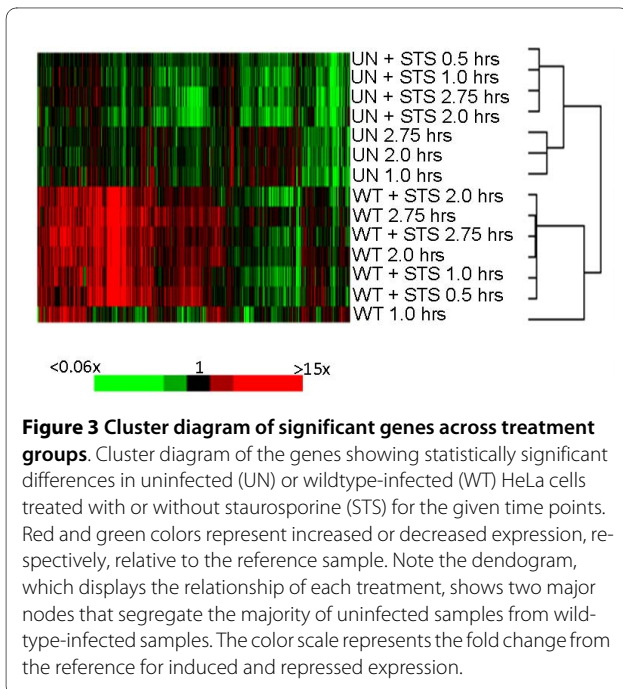 UN + STS 0.5 hrs
UN + STS 1.0 hrs
UN + STS 2.75 hrs
UN + STS 2.0 hrs
UN 2.75 hrs
UN 2.0 hrs
UN 1.0 hrs
WT + STS 2.0 hrs
WT 2.75 hrs
WT + STS 2.75 hrs
WT 2.0 hrs
WT + STS 1.0 hrs
WT + STS 0.5 hrs
WT 1.0 hrs
<0.06x 1 >15x
Figure 3 Cluster diagram of significant genes across treatment
groups. Cluster diagram of the genes showing statistically significant
differences in uninfected (UN) or wildtype-infected (WT) HeLa cells
treated with or without staurosporine (STS) for the given time points.
Red and green colors represent increased or decreased expression, re-
spectively, relative to the reference sample. Note the dendogram,
which displays the relationship of each treatment, shows two major
nodes that segregate the majority of uninfected samples from wild-
type-infected samples. The color scale represents the fold change from
the reference for induced and repressed expression.